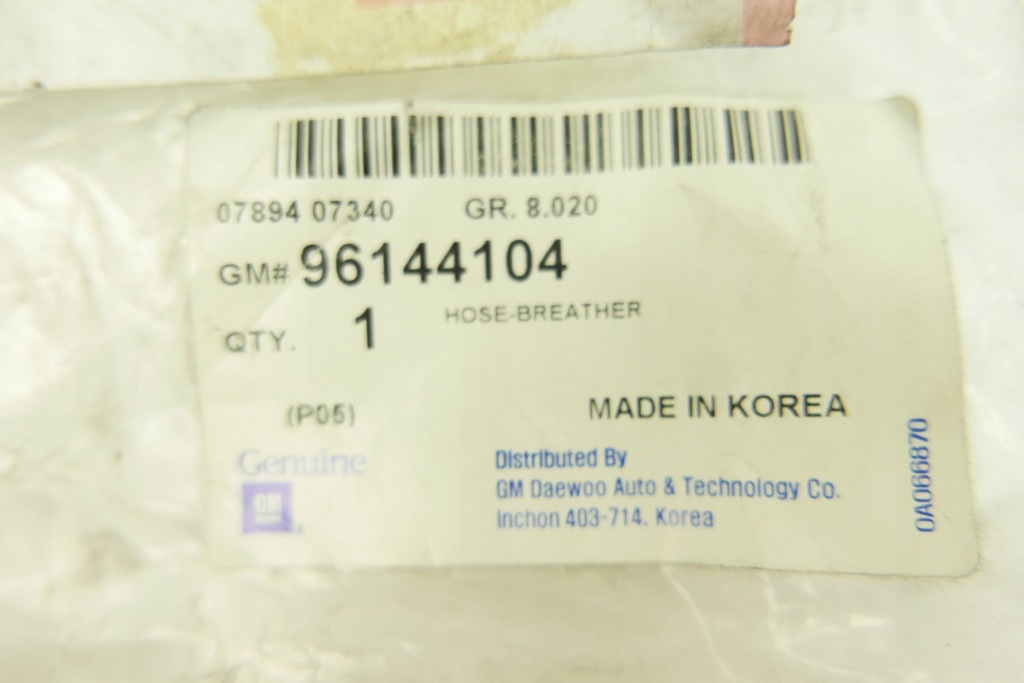 07894 07340 GR. 8.020
GM# 96144104
QTY. 1 HOSE-BREATHER
(P05) MADE IN KOREA
Genuine
GM
Distributed By
GM Daewoo Auto & Technology Co.
Inchon 403-714, Korea
0A066870